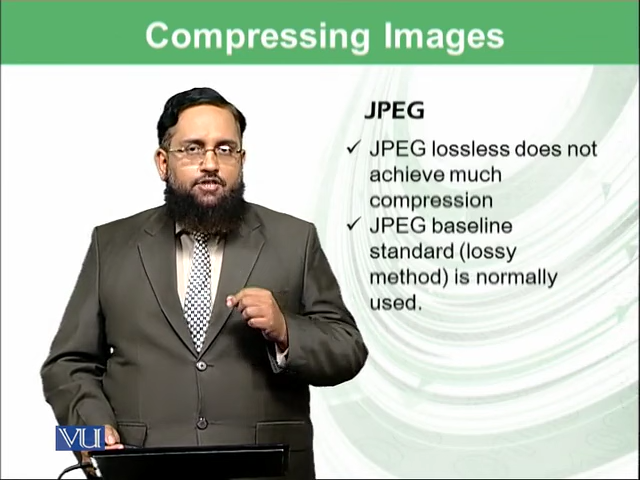 Compressing Images
JPEG
✓ JPEG lossless does not
achieve much
compression
✓ JPEG baseline
standard (lossy
method) is normally
used.
VU